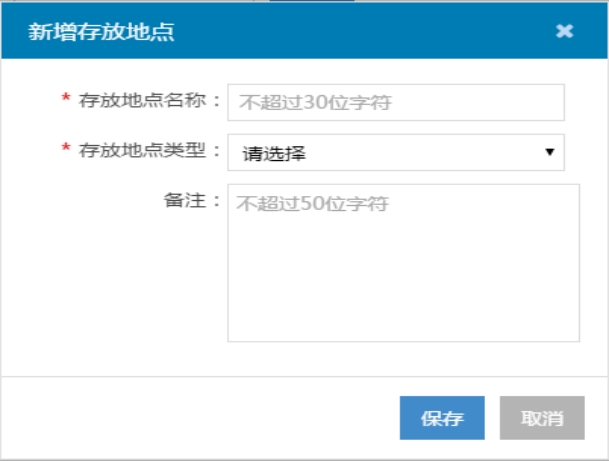 新增存放地点
* 存放地点名称： 不超过30位字符
* 存放地点类型： 请选择
备注： 不超过50位字符
保存 取消